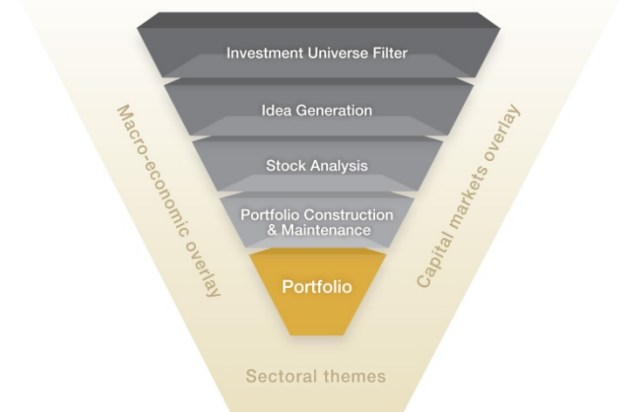 Investment Universe Filter
Idea Generation
Stock Analysis
Portfolio Construction
& Maintenance
Portfolio
Macro-economic overlay
Capital markets overlay
Sectoral themes